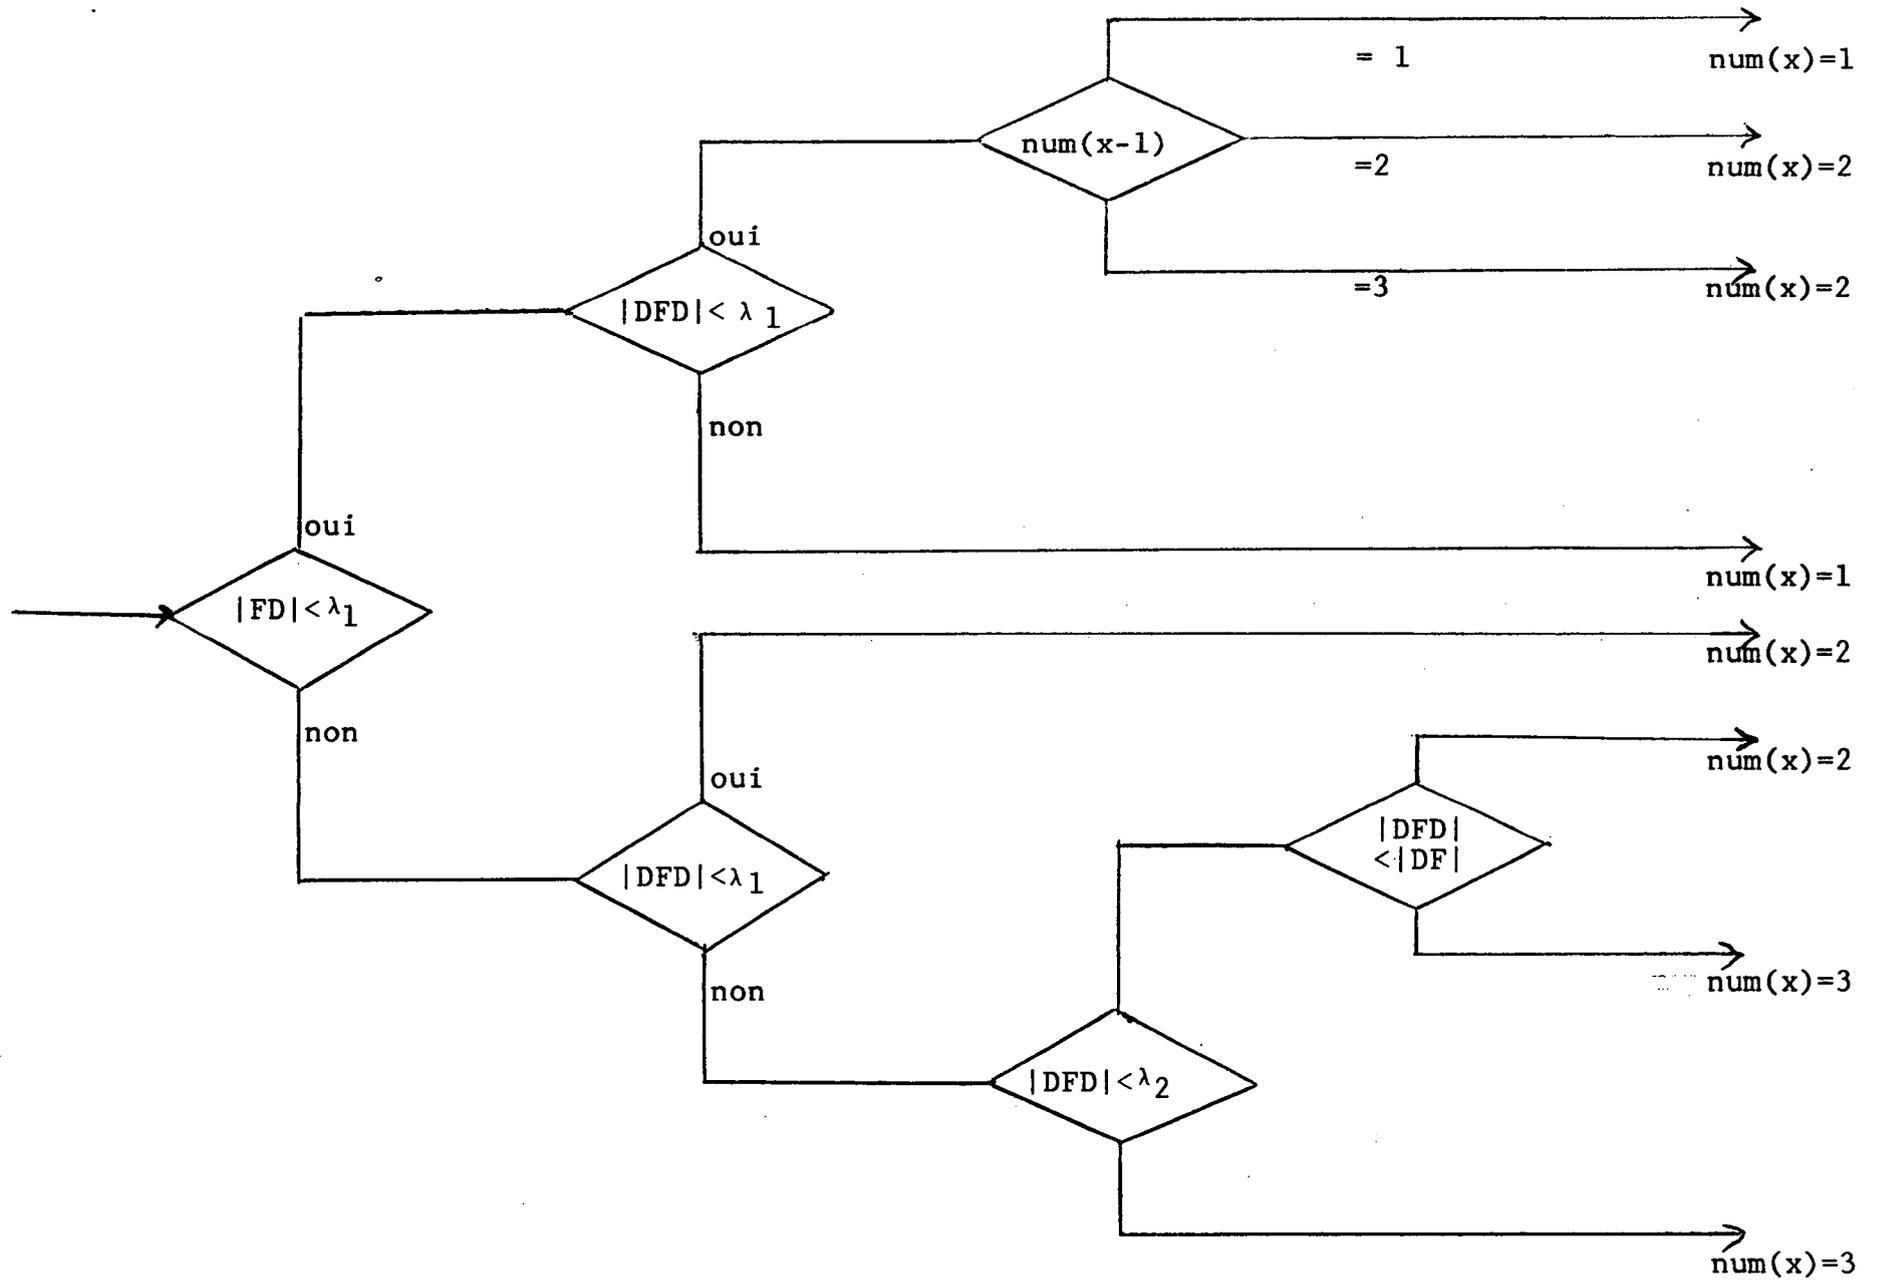 = 1
num(x)=1
num(x-1)
=2
num(x)=2
oui
=3
num(x)=2
|DFD|< λ 1
non
oui
num(x)=1
|FD|<λ1
num(x)=2
non
oui
num(x)=2
|DFD|
<|DF|
|DFD|<λ1
non
num(x)=3
|DFD|<λ2
num(x)=3